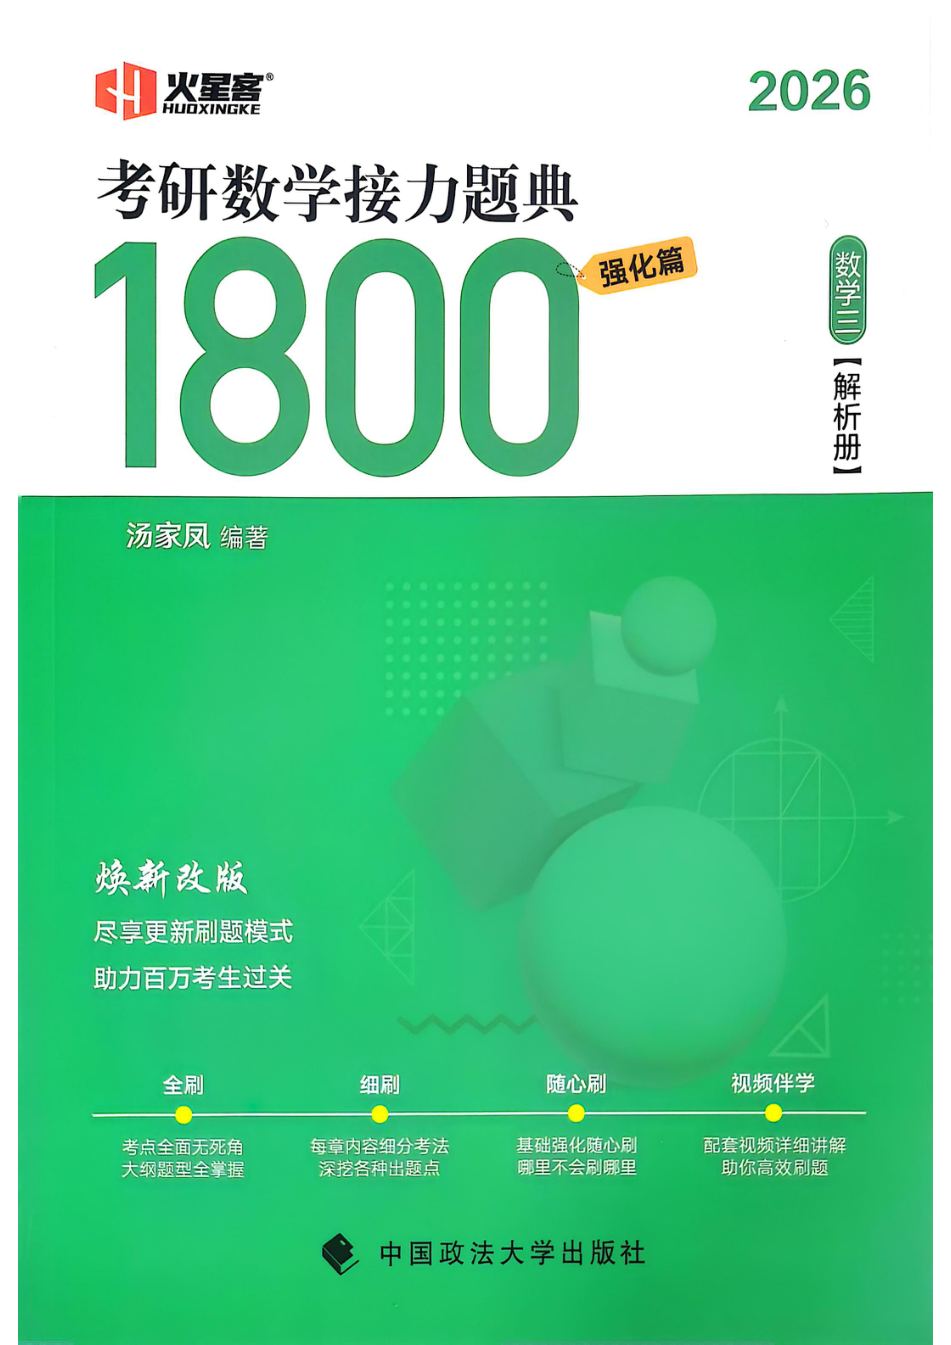 火星客®
HUOXINGKE
2026
考研数学接力题典
1800
强化篇
数学三
【解析册】
汤家凤 编著
焕新改版
尽享更新刷题模式
助力百万考生过关
全刷
考点全面无死角
大纲题型全掌握
细刷
每章内容细分考法
深挖各种出题点
随心刷
基础强化随心刷
哪里不会刷哪里
视频伴学
配套视频详细讲解
助你高效刷题
中国政法大学出版社